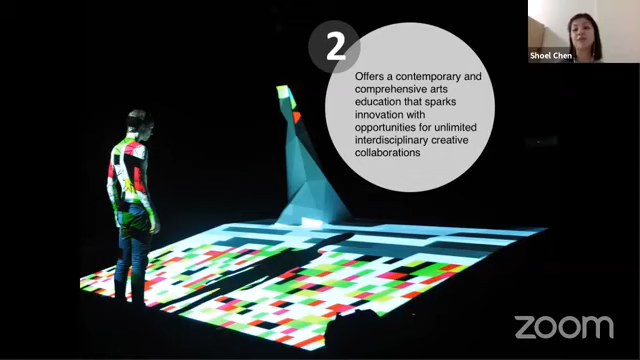 2
Offers a contemporary and
comprehensive arts
education that sparks
innovation with
opportunities for unlimited
interdisciplinary creative
collaborations
Shoel Chen
zoom